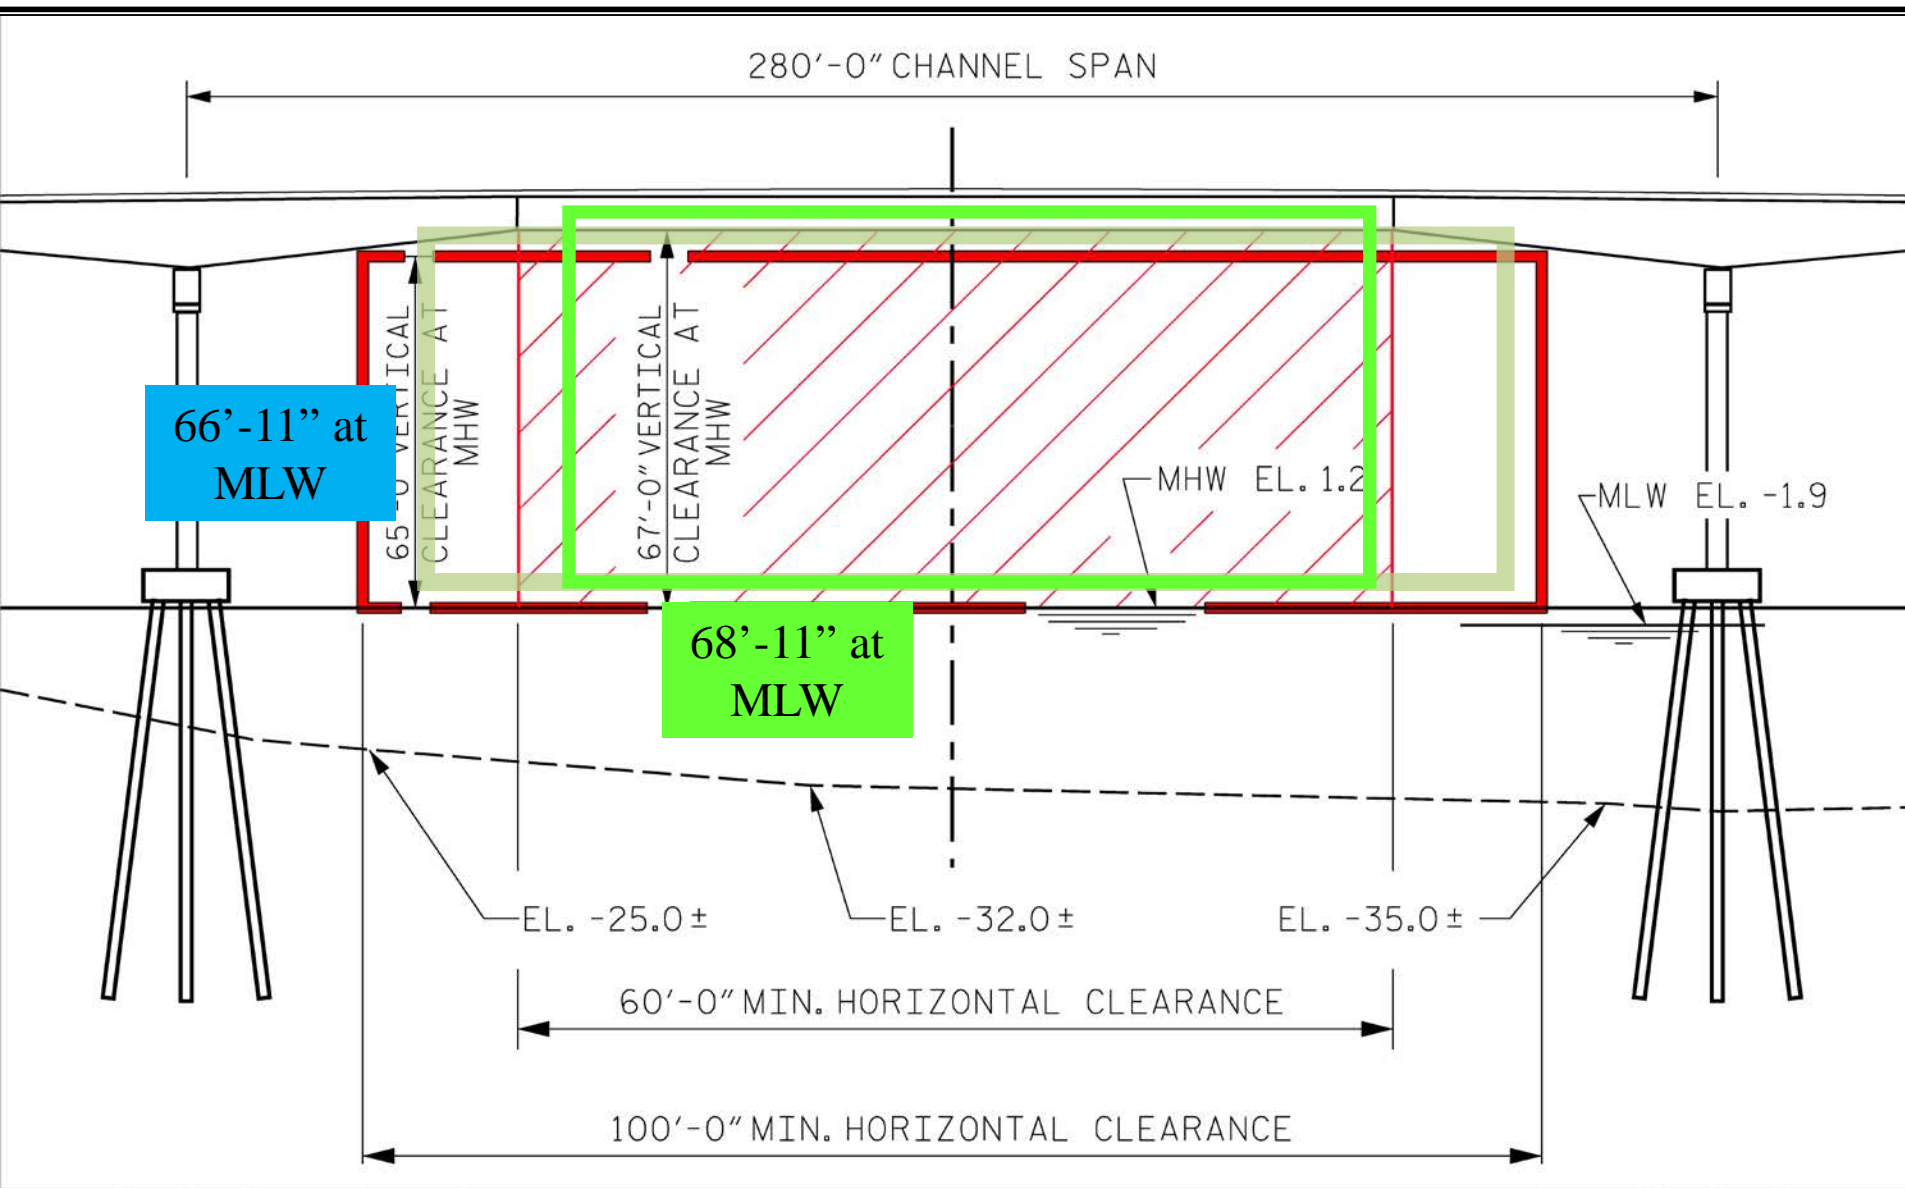 280'-0" CHANNEL SPAN
65'-0" VERTICAL
CLEARANCE AT
MHW
67'-0" VERTICAL
CLEARANCE AT
MHW
66’-11” at
MLW
MHW EL. 1.2
MLW EL. -1.9
68’-11” at
MLW
EL. -25.0±
EL. -32.0±
EL. -35.0±
60'-0" MIN. HORIZONTAL CLEARANCE
100'-0" MIN. HORIZONTAL CLEARANCE